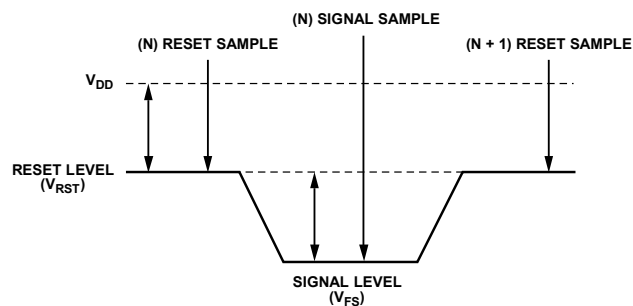 (N) SIGNAL SAMPLE
(N) RESET SAMPLE
(N + 1) RESET SAMPLE
VDD
RESET LEVEL
(VRST)
SIGNAL LEVEL
(VFS)